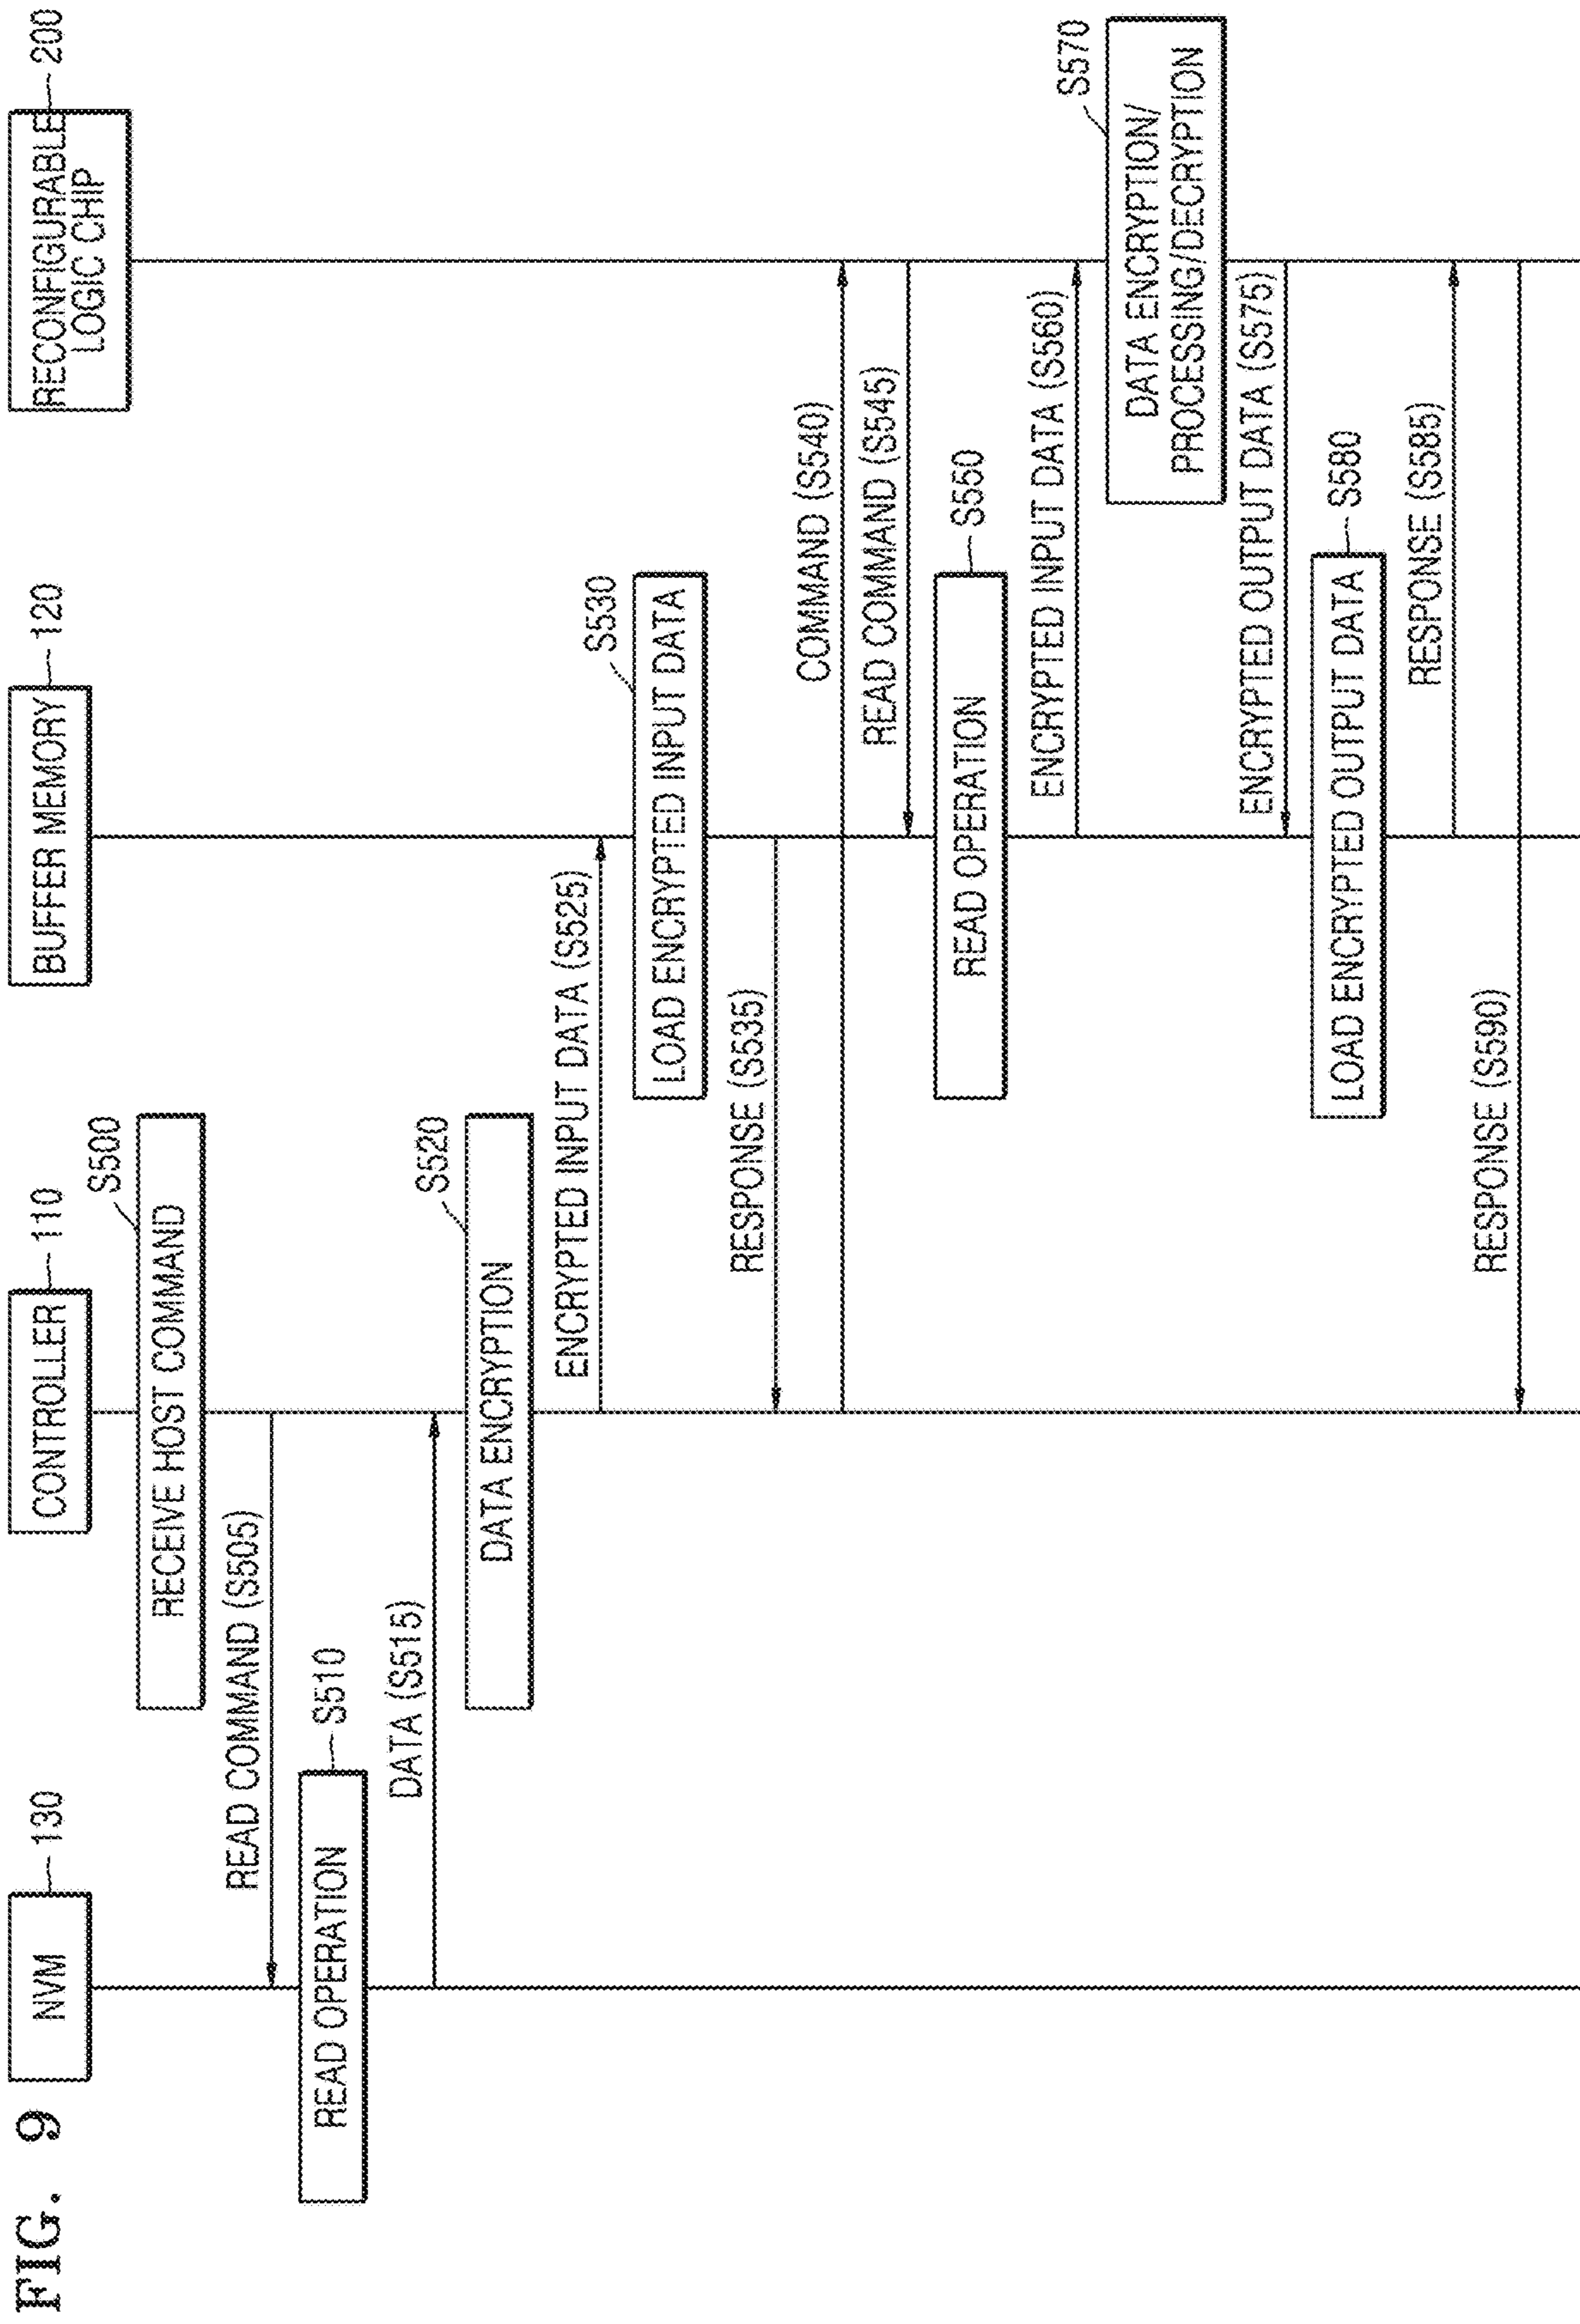 FIG. 9
NVM
130
CONTROLLER
110
BUFFER MEMORY
120
RECONFIGURABLE
LOGIC CHIP
200
S500
RECEIVE HOST COMMAND
READ COMMAND (S505)
S510
READ OPERATION
DATA (S515)
S520
DATA ENCRYPTION
ENCRYPTED INPUT DATA (S525)
S530
LOAD ENCRYPTED INPUT DATA
RESPONSE (S535)
COMMAND (S540)
READ COMMAND (S545)
S550
READ OPERATION
ENCRYPTED INPUT DATA (S560)
S570
DATA ENCRYPTION/
PROCESSING/DECRYPTION
ENCRYPTED OUTPUT DATA (S575)
S580
LOAD ENCRYPTED OUTPUT DATA
RESPONSE (S585)
RESPONSE (S590)